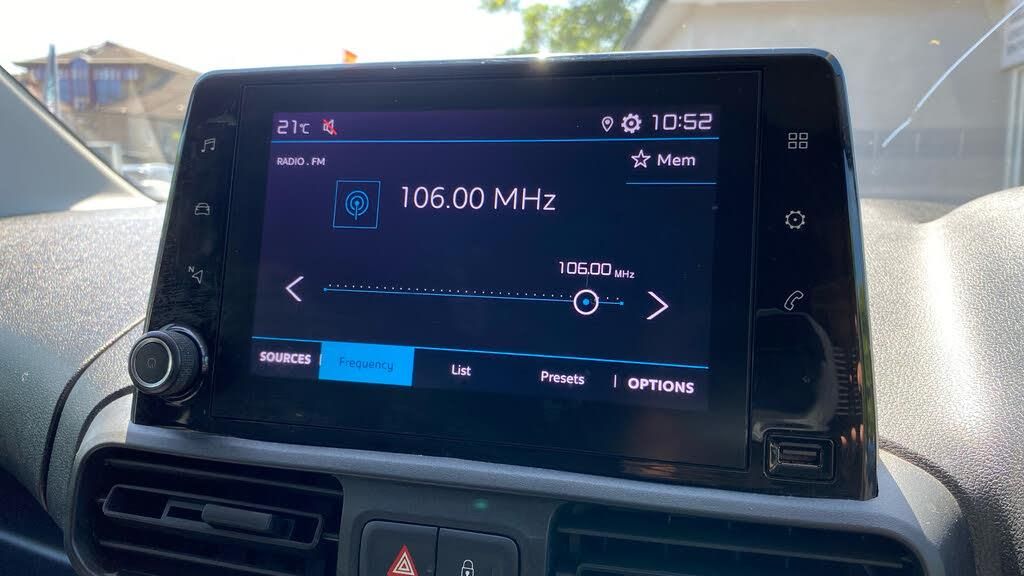 21°C 10:52
RADIO . FM
Mem
106.00 MHz
106.00 MHz
N
SOURCES | Frequency List Presets | OPTIONS